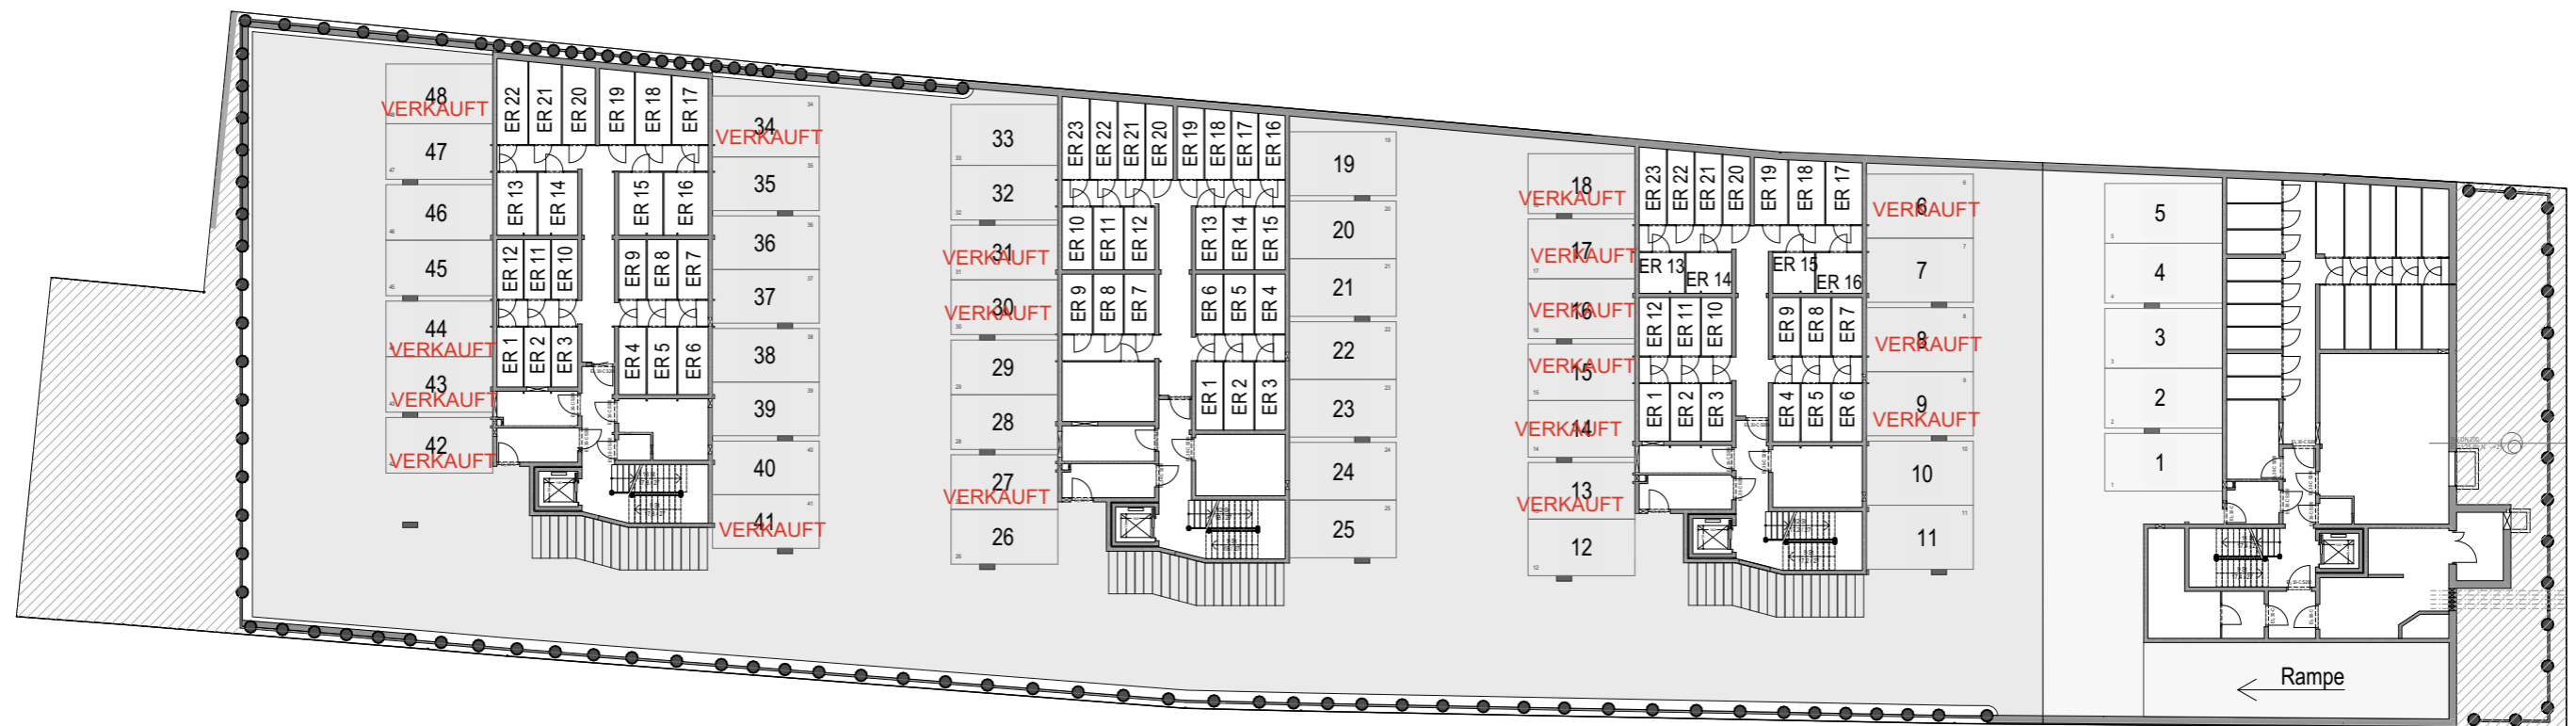 48
VERKAUFT
47
46
45
44
VERKAUFT
43
VERKAUFT
42
VERKAUFT
ER 22
ER 21
ER 20
ER 19
ER 18
ER 17
ER 13
ER 14
ER 15
ER 16
ER 12
ER 11
ER 10
ER 9
ER 8
ER 7
ER 1
ER 2
ER 3
ER 4
ER 5
ER 6
34
VERKAUFT
35
36
37
38
39
40
41
VERKAUFT
33
32
31
VERKAUFT
30
VERKAUFT
29
28
27
VERKAUFT
26
ER 23
ER 22
ER 21
ER 20
ER 19
ER 18
ER 17
ER 16
ER 10
ER 11
ER 12
ER 13
ER 14
ER 15
ER 9
ER 8
ER 7
ER 6
ER 5
ER 4
ER 1
ER 2
ER 3
19
20
21
22
23
24
25
18
VERKAUFT
17
VERKAUFT
16
VERKAUFT
15
VERKAUFT
14
VERKAUFT
13
VERKAUFT
12
ER 23
ER 22
ER 21
ER 20
ER 19
ER 18
ER 17
ER 13
ER 14
ER 15
ER 16
ER 12
ER 11
ER 10
ER 9
ER 8
ER 7
ER 1
ER 2
ER 3
ER 4
ER 5
ER 6
6
VERKAUFT
7
8
VERKAUFT
9
VERKAUFT
10
11
5
4
3
2
1
Rampe